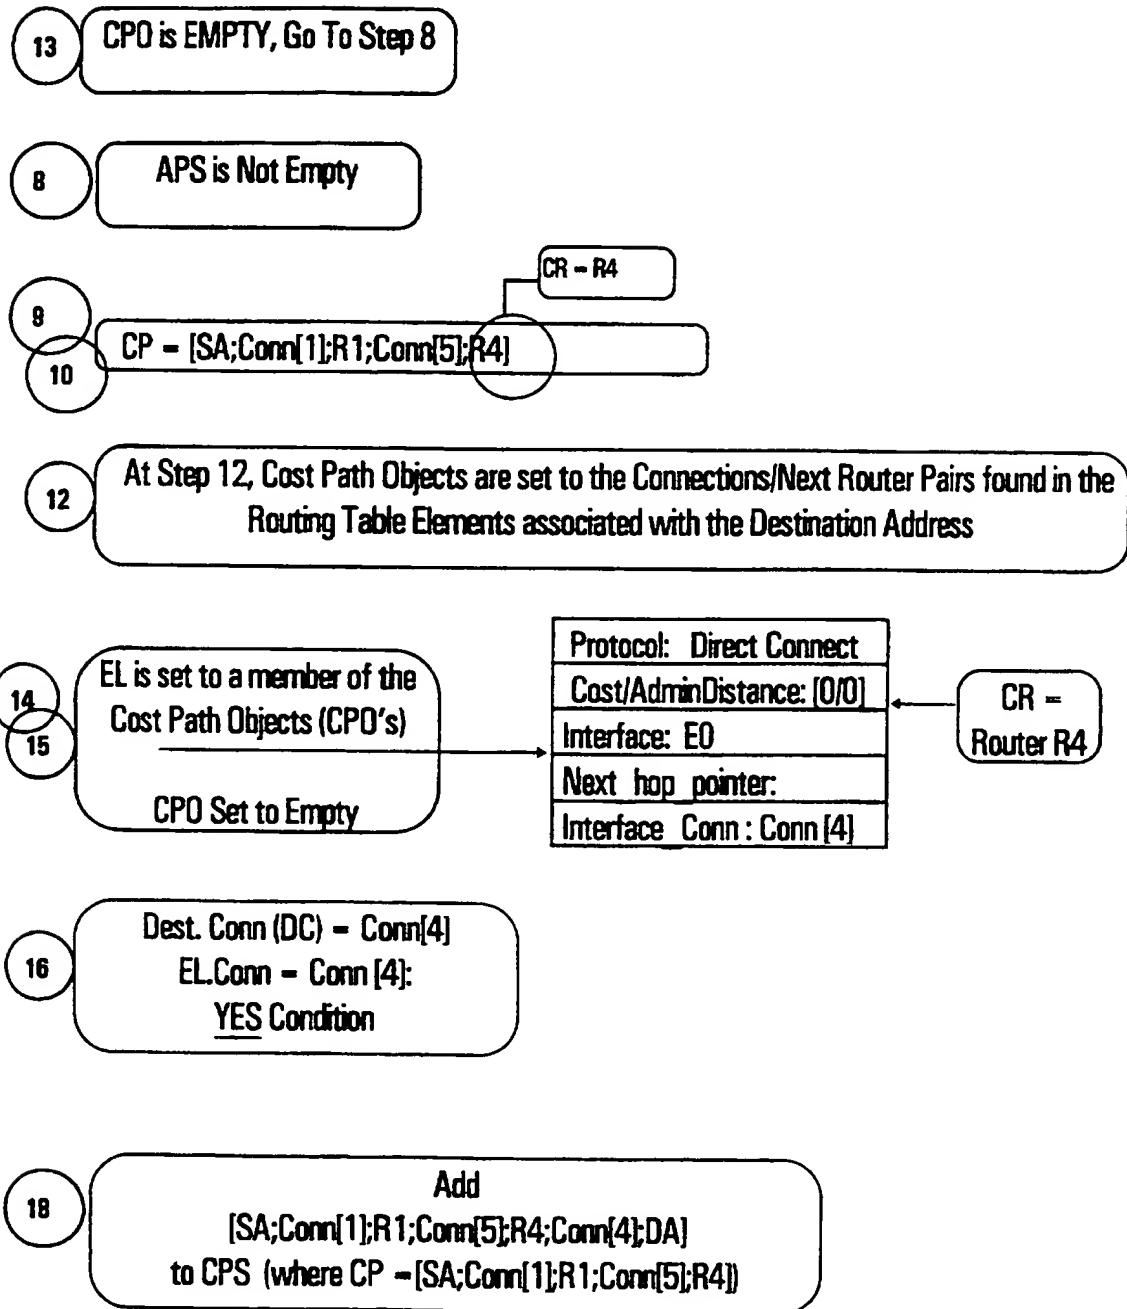 13
CPO is EMPTY, Go To Step 8
8
APS is Not Empty
CR = R4
9
CP = [SA;Conn[1];R1;Conn[5];R4]
10
12
At Step 12, Cost Path Objects are set to the Connections/Next Router Pairs found in the
Routing Table Elements associated with the Destination Address
14
15
EL is set to a member of the
Cost Path Objects (CPO's)
CPO Set to Empty
Protocol: Direct Connect
Cost/AdminDistance: [0/0]
Interface: E0
Next hop pointer:
Interface Conn : Conn [4]
CR =
Router R4
16
Dest. Conn (DC) = Conn[4]
EL.Conn = Conn [4]:
YES Condition
18
Add
[SA;Conn[1];R1;Conn[5];R4;Conn[4];DA]
to CPS (where CP =[SA;Conn[1];R1;Conn[5];R4])